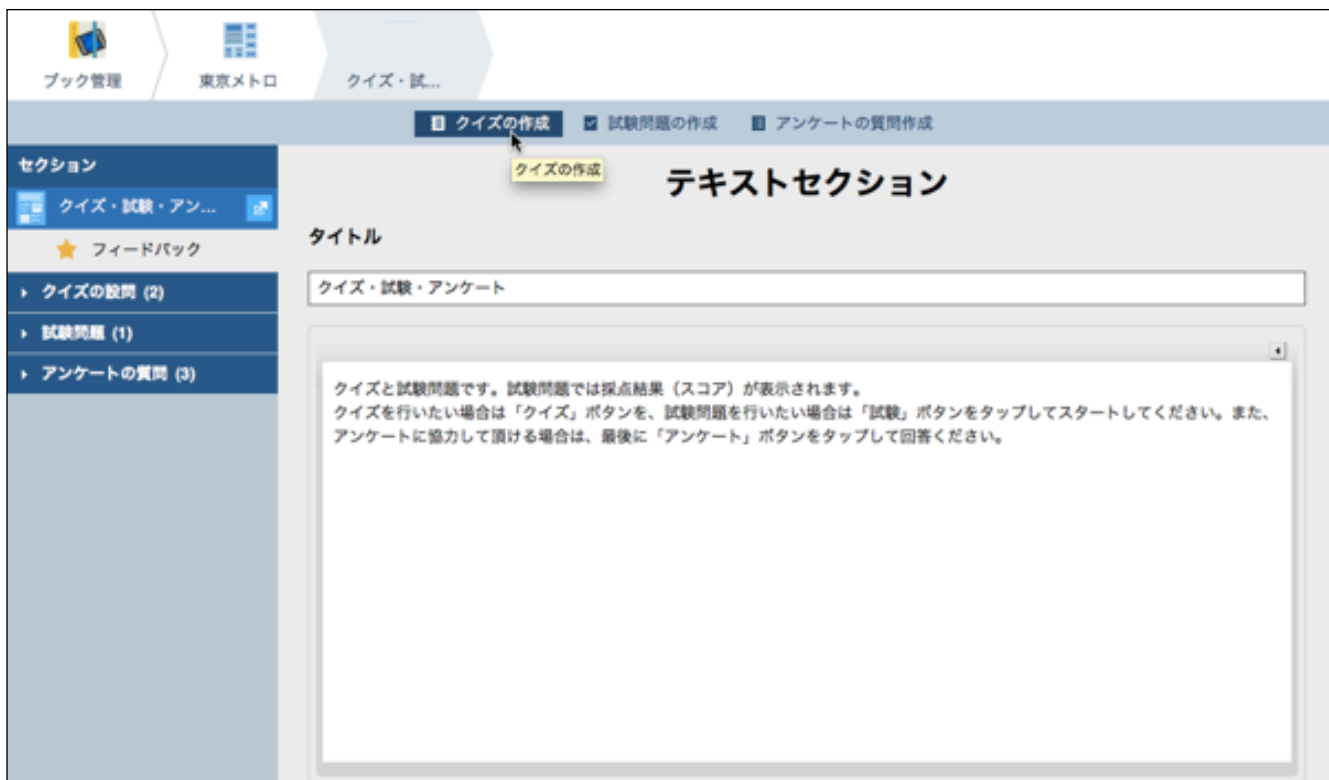 ブック管理
東京メトロ
クイズ・試...
クイズの作成
試験問題の作成
アンケートの質問作成
クイズの作成
セクション
クイズ・試験・アン...
フィードバック
クイズの設問 (2)
試験問題 (1)
アンケートの質問 (3)
テキストセクション
タイトル
クイズ・試験・アンケート
クイズと試験問題です。試験問題では採点結果（スコア）が表示されます。
クイズを行いたい場合は「クイズ」ボタンを、試験問題を行いたい場合は「試験」ボタンをタップしてスタートしてください。また、
アンケートに協力して頂ける場合は、最後に「アンケート」ボタンをタップして回答ください。